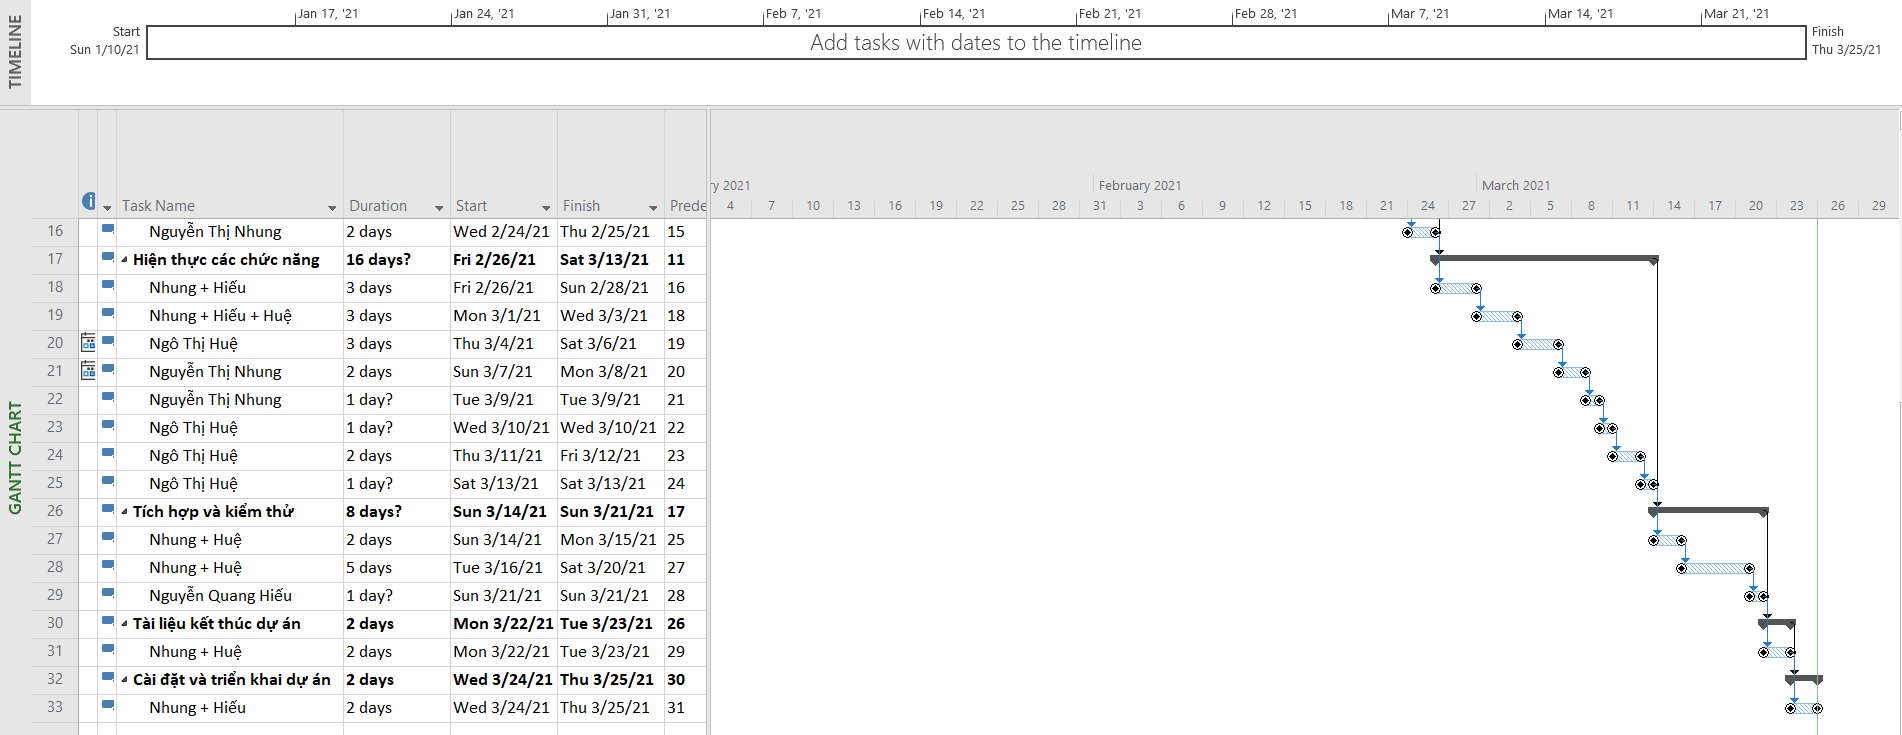 TIMELINE
Jan 17, '21 Jan 24, '21 Jan 31, '21 Feb 7, '21 Feb 14, '21 Feb 21, '21 Feb 28, '21 Mar 7, '21 Mar 14, '21 Mar 21, '21
Start
Sun 1/10/21
Add tasks with dates to the timeline
Finish
Thu 3/25/21
GANTT CHART
Task Name Duration Start Finish Prede
y 2021 February 2021 March 2021
4 7 10 13 16 19 22 25 28 31 3 6 9 12 15 18 21 24 27 2 5 8 11 14 17 20 23 26 29
16 Nguyễn Thị Nhung 2 days Wed 2/24/21 Thu 2/25/21 15
17 Hiện thực các chức năng 16 days? Fri 2/26/21 Sat 3/13/21 11
18 Nhung + Hiếu 3 days Fri 2/26/21 Sun 2/28/21 16
19 Nhung + Hiếu + Huệ 3 days Mon 3/1/21 Wed 3/3/21 18
20 Ngô Thị Huệ 3 days Thu 3/4/21 Sat 3/6/21 19
21 Nguyễn Thị Nhung 2 days Sun 3/7/21 Mon 3/8/21 20
22 Nguyễn Thị Nhung 1 day? Tue 3/9/21 Tue 3/9/21 21
23 Ngô Thị Huệ 1 day? Wed 3/10/21 Wed 3/10/21 22
24 Ngô Thị Huệ 2 days Thu 3/11/21 Fri 3/12/21 23
25 Ngô Thị Huệ 1 day? Sat 3/13/21 Sat 3/13/21 24
26 Tích hợp và kiểm thử 8 days? Sun 3/14/21 Sun 3/21/21 17
27 Nhung + Huệ 2 days Sun 3/14/21 Mon 3/15/21 25
28 Nhung + Huệ 5 days Tue 3/16/21 Sat 3/20/21 27
29 Nguyễn Quang Hiếu 1 day? Sun 3/21/21 Sun 3/21/21 28
30 Tài liệu kết thúc dự án 2 days Mon 3/22/21 Tue 3/23/21 26
31 Nhung + Huệ 2 days Mon 3/22/21 Tue 3/23/21 29
32 Cài đặt và triển khai dự án 2 days Wed 3/24/21 Thu 3/25/21 30
33 Nhung + Hiếu 2 days Wed 3/24/21 Thu 3/25/21 31